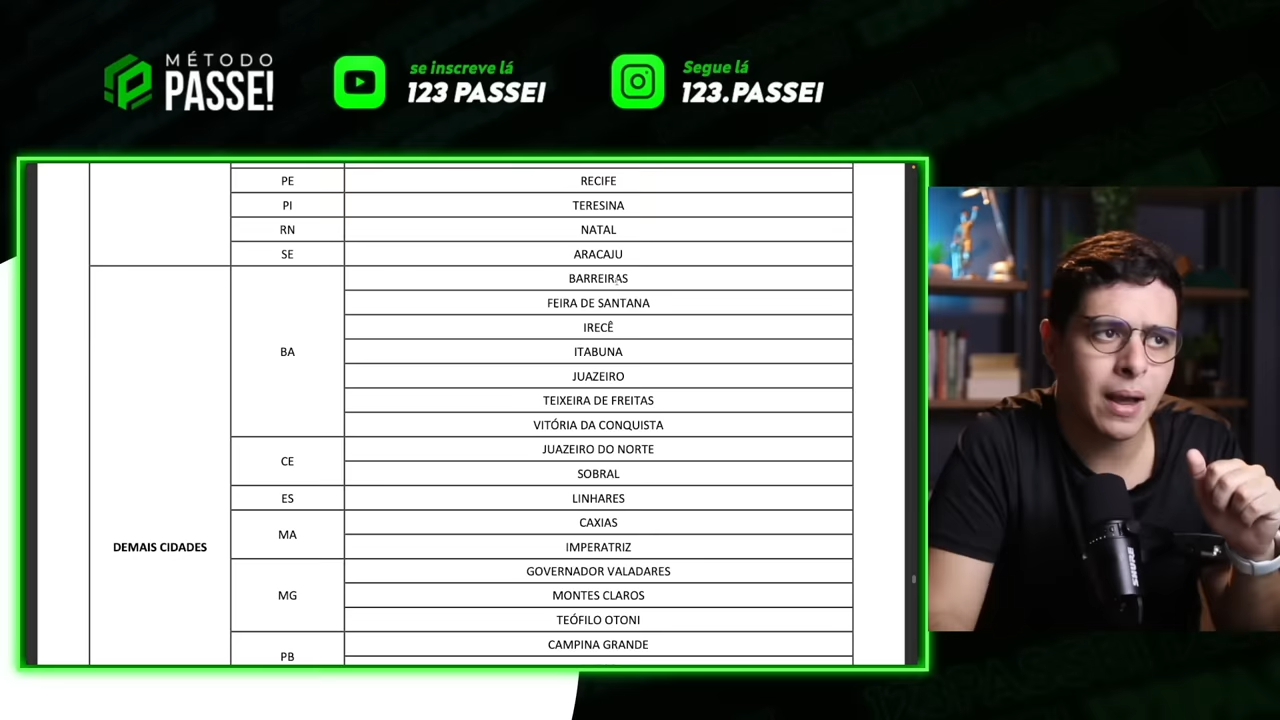 MÉTODO
PASSE!
se inscreve lá
123 PASSEI
Segue lá
123.PASSEI
PE RECIFE
PI TERESINA
RN NATAL
SE ARACAJU
DEMAIS CIDADES
BA
BARREIRAS
FEIRA DE SANTANA
IRECÊ
ITABUNA
JUAZEIRO
TEIXEIRA DE FREITAS
VITÓRIA DA CONQUISTA
CE
JUAZEIRO DO NORTE
SOBRAL
ES LINHARES
MA
CAXIAS
IMPERATRIZ
MG
GOVERNADOR VALADARES
MONTES CLAROS
TEÓFILO OTONI
PB
CAMPINA GRANDE
SHURE